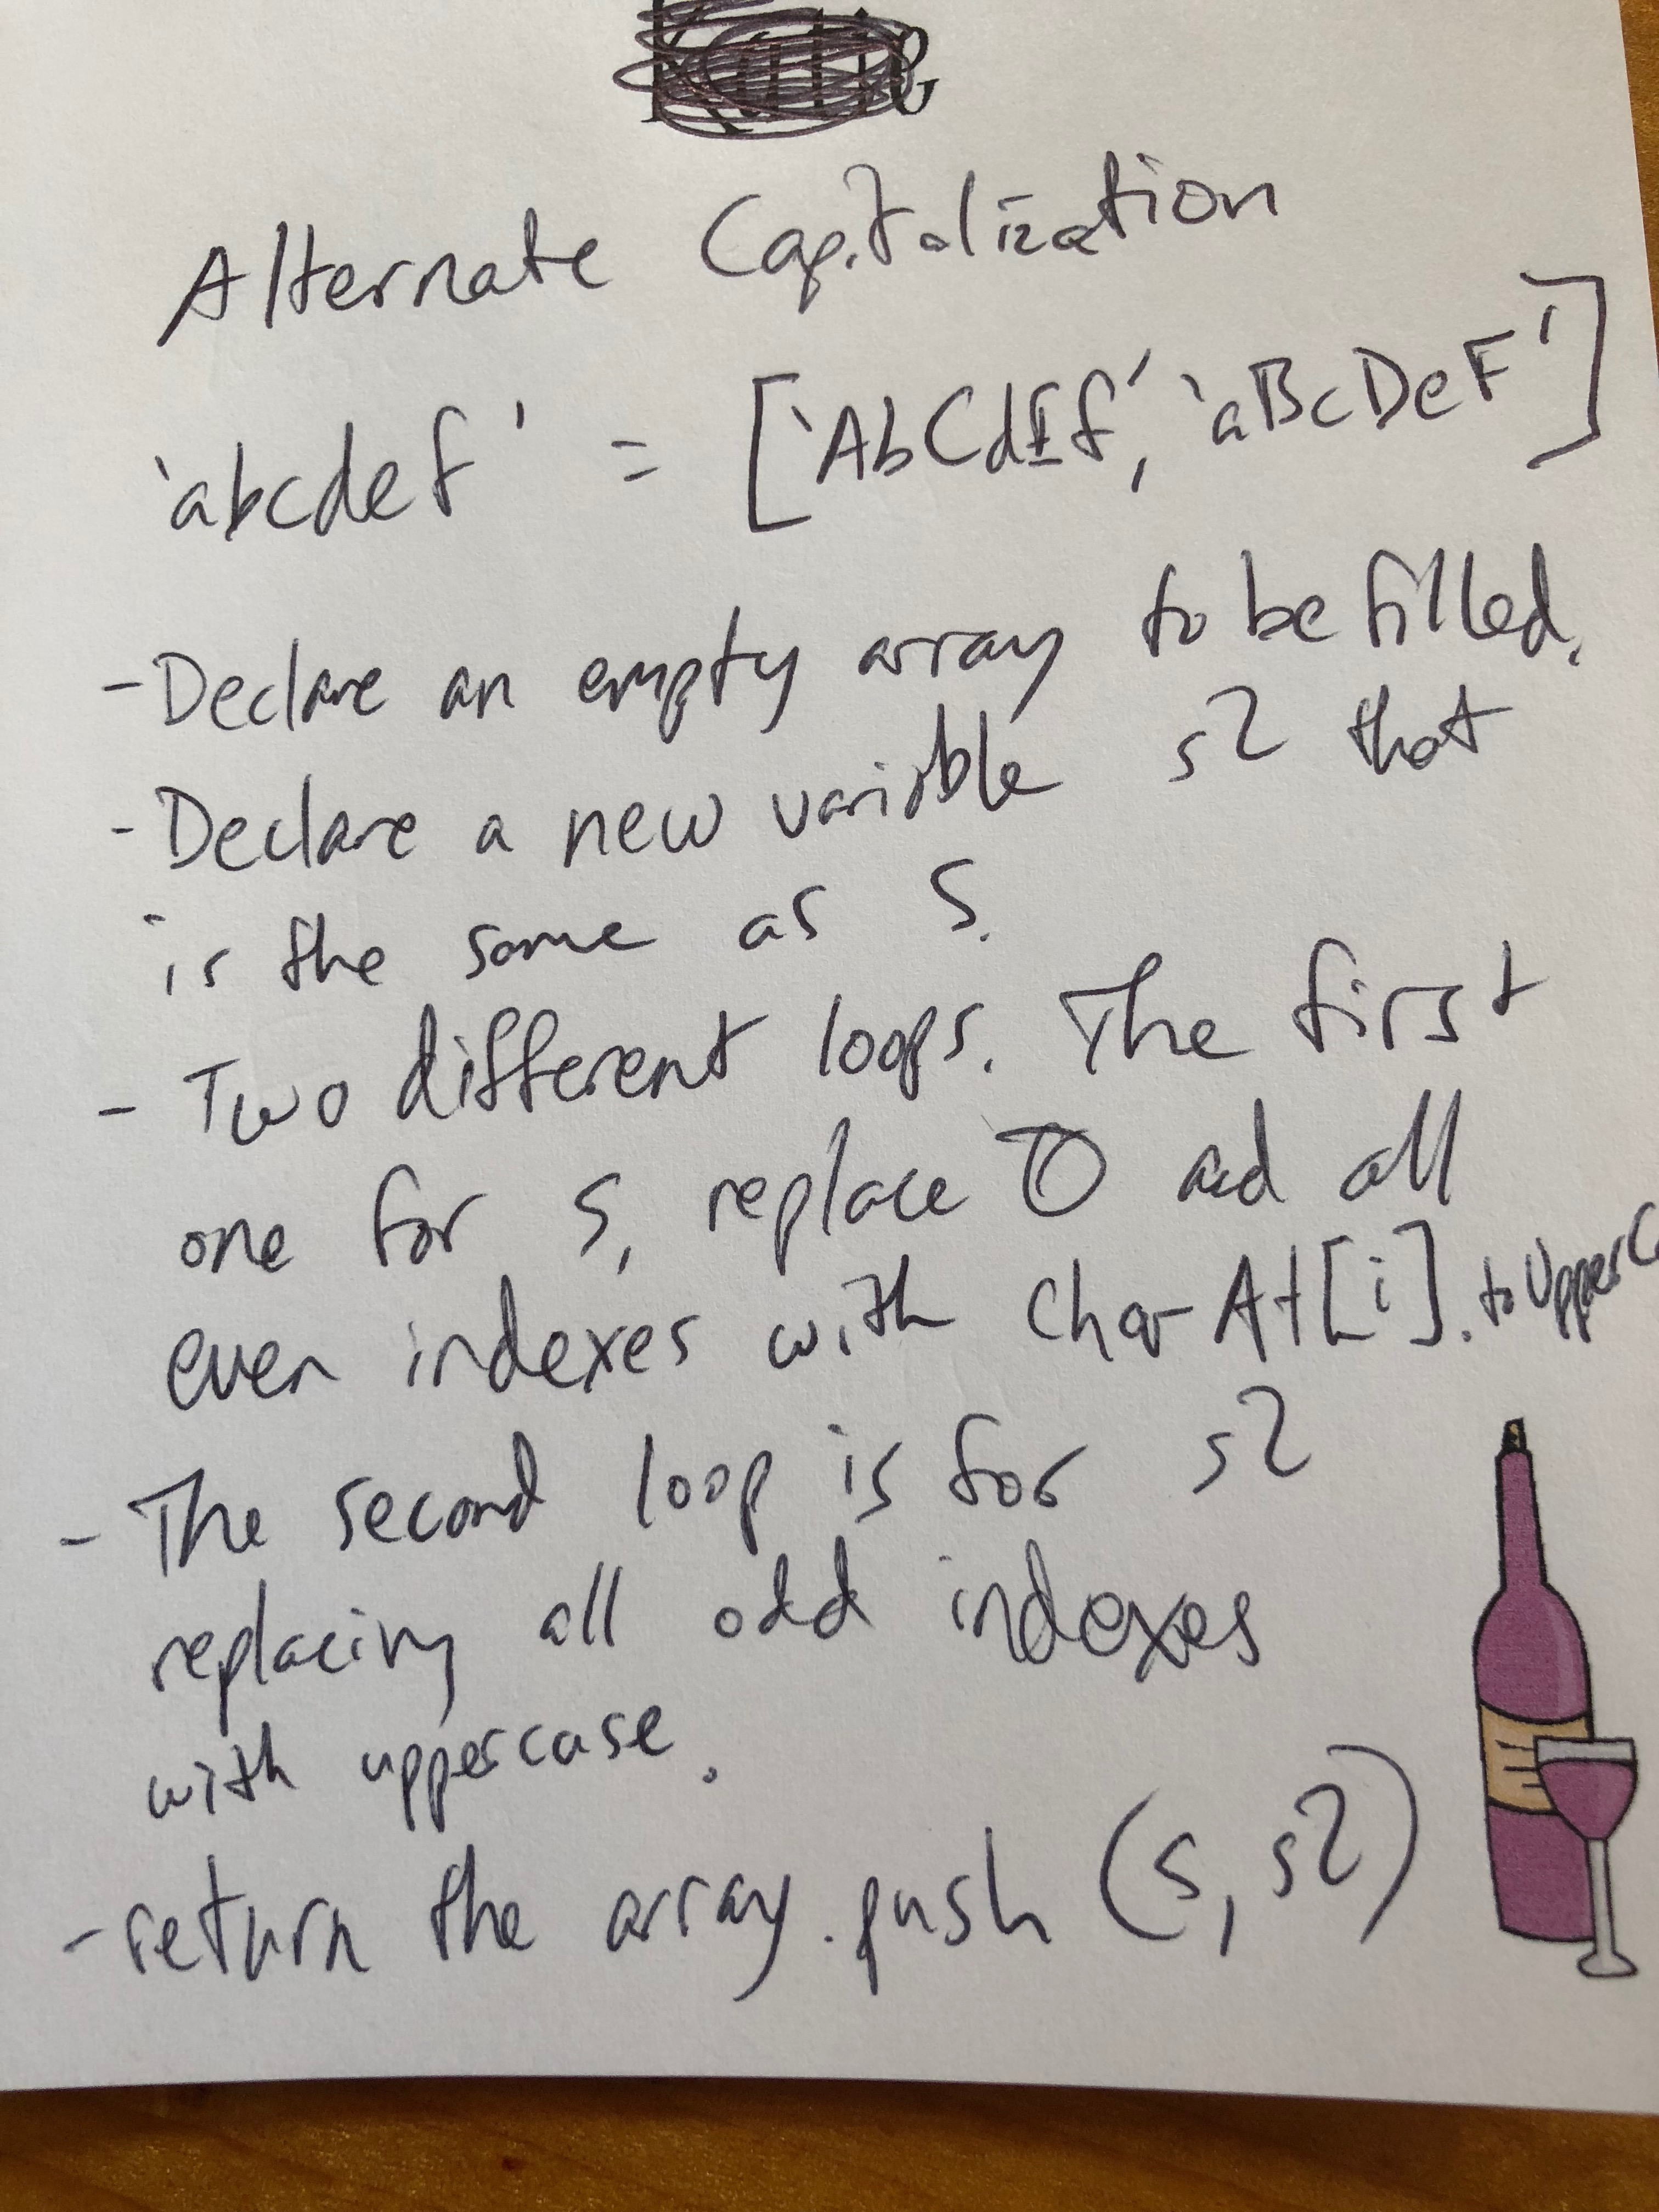 Alternate Capitalization
'abcdef' = ['AbCdEf', 'aBcDeF']
- Declare an empty array to be filled.
- Declare a new variable s2 that
is the same as s.
- Two different loops. The first
one for s, replace 0 and all
even indexes with charAt[i].toUpperC
- The second loop is for s2
replacing all odd indexes
with uppercase.
- return the array.push(s, s2)